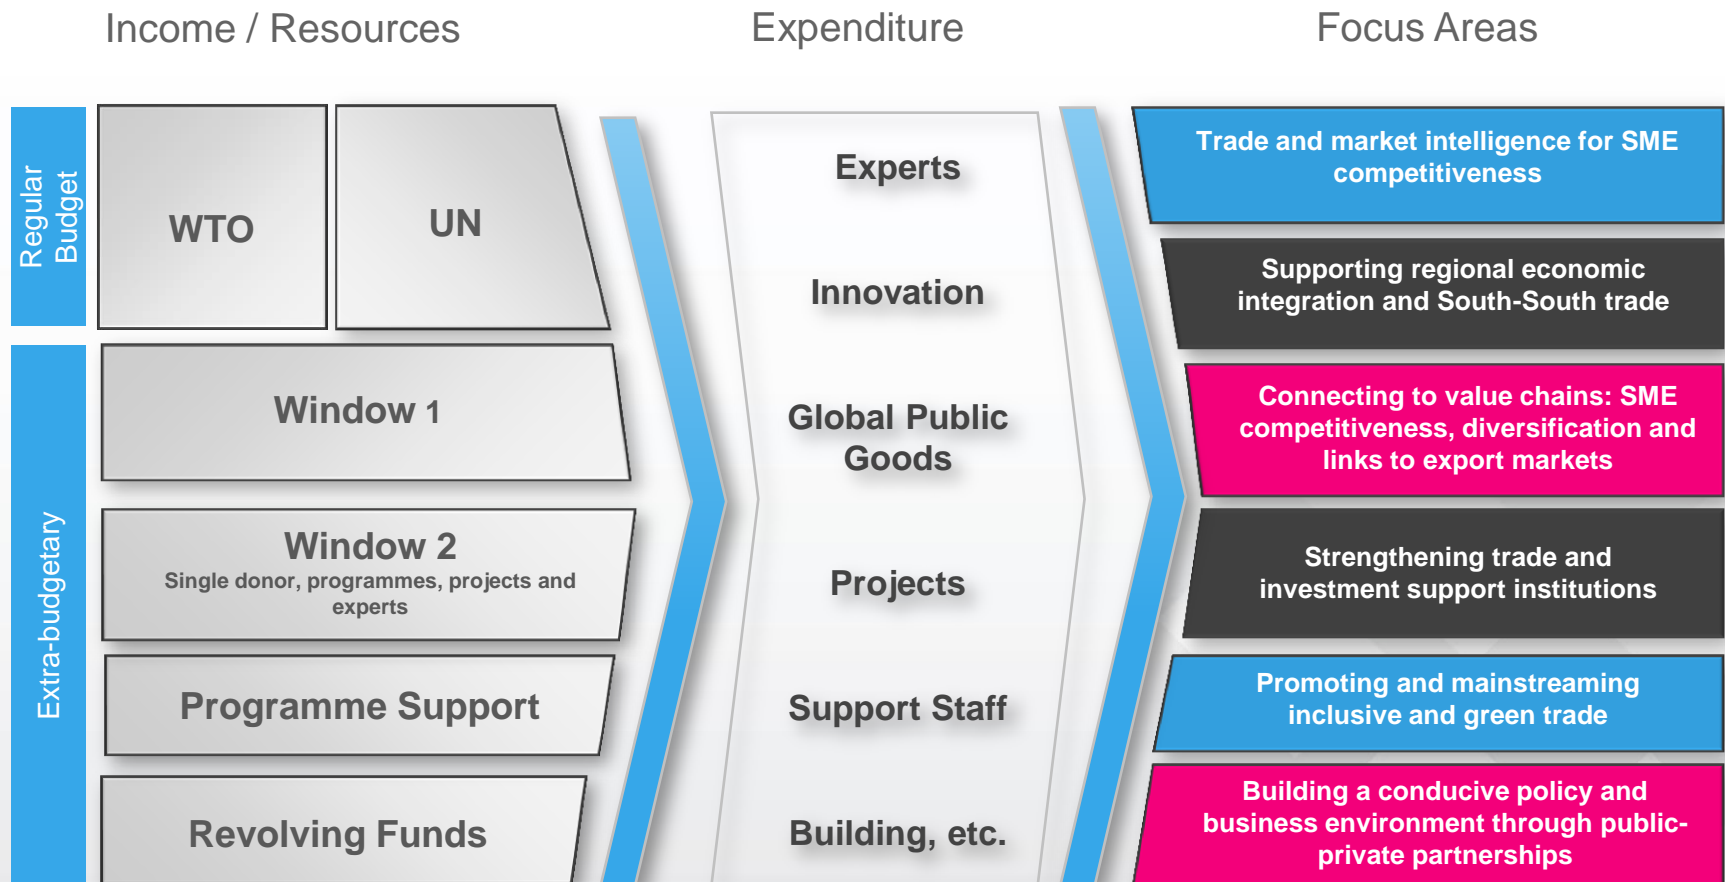 Income / Resources
Expenditure
Focus Areas
Regular
Budget
WTO
UN
Extra-budgetary
Window 1
Window 2
Single donor, programmes, projects and
experts
Programme Support
Revolving Funds
Experts
Innovation
Global Public
Goods
Projects
Support Staff
Building, etc.
Trade and market intelligence for SME
competitiveness
Supporting regional economic
integration and South-South trade
Connecting to value chains: SME
competitiveness, diversification and
links to export markets
Strengthening trade and
investment support institutions
Promoting and mainstreaming
inclusive and green trade
Building a conducive policy and
business environment through public-
private partnerships